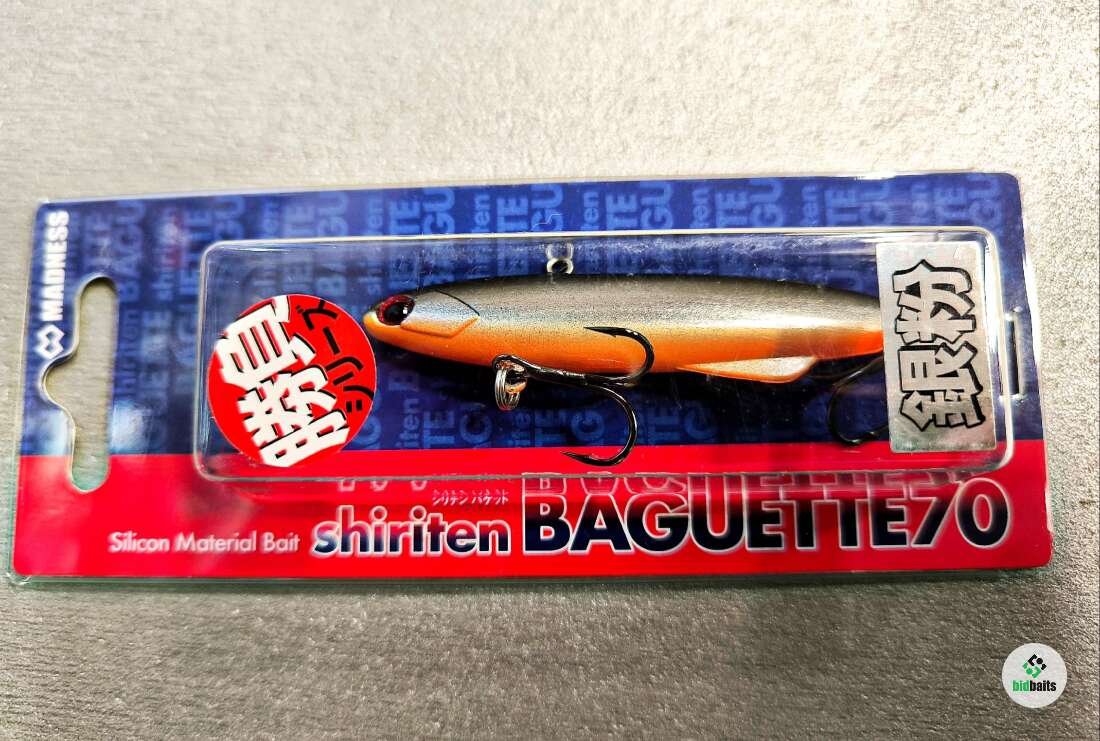 MADNESS
勝負
シリーズ
銀粉
シリテン バケット
Silicon Material Bait shiriten BAGUETTE70
bidbaits